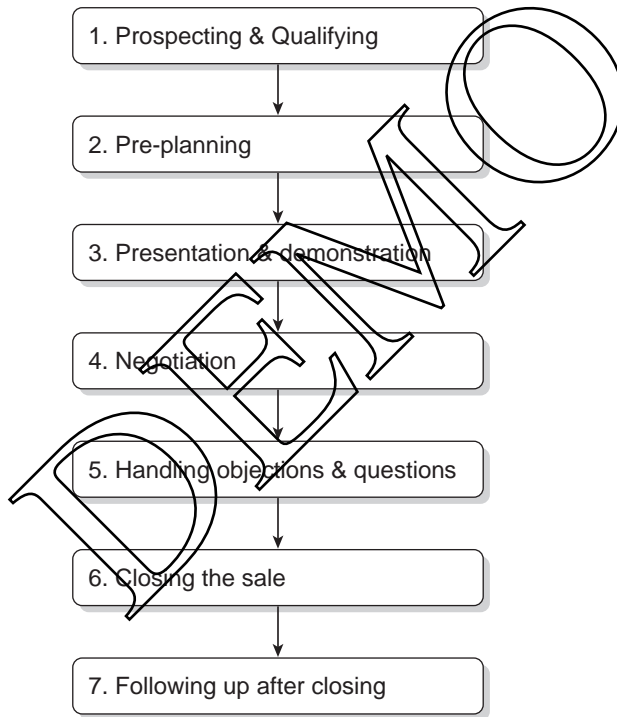 1. Prospecting & Qualifying
2. Pre-planning
3. Presentation & demonstration
4. Negotiation
5. Handling objections & questions
6. Closing the sale
7. Following up after closing
DEMO